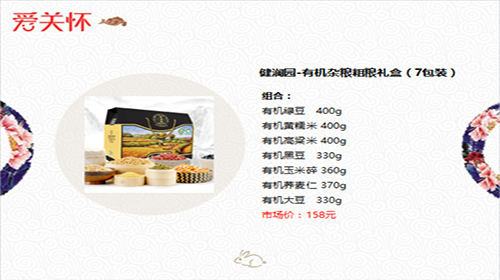 爱关怀
健澜园-有机杂粮粗粮礼盒（7包装）
组合：
有机绿豆 400g
有机黄糯米 400g
有机高粱米 400g
有机黑豆 330g
有机玉米碎 360g
有机荞麦仁 370g
有机大豆 330g
市场价：158元